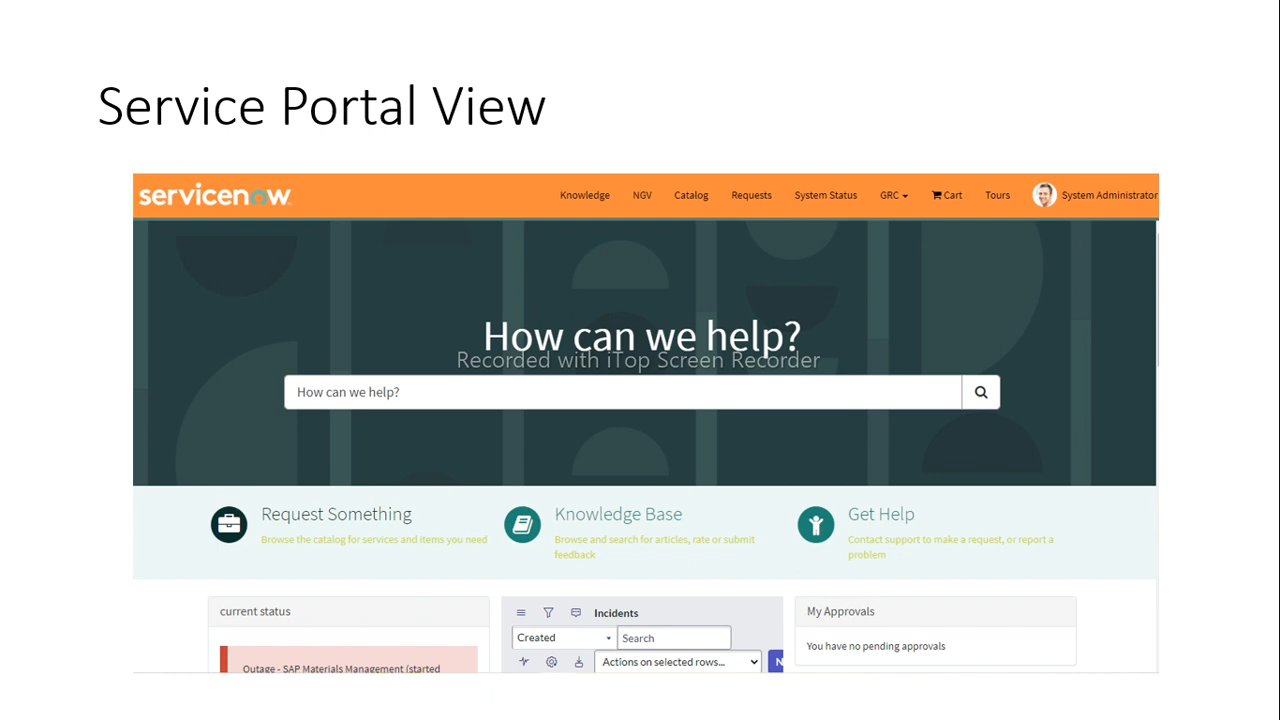 Service Portal View
servicenow
Knowledge NGV Catalog Requests System Status GRC Cart Tours System Administrator
How can we help?
Recorded with iTop Screen Recorder
How can we help?
Request Something
Browse the catalog for services and items you need
Knowledge Base
Browse and search for articles, rate or submit
feedback
Get Help
Contact support to make a request, or report a
problem
current status
Outage - SAP Materials Management (started
Incidents
Created Search
Actions on selected rows... N
My Approvals
You have no pending approvals